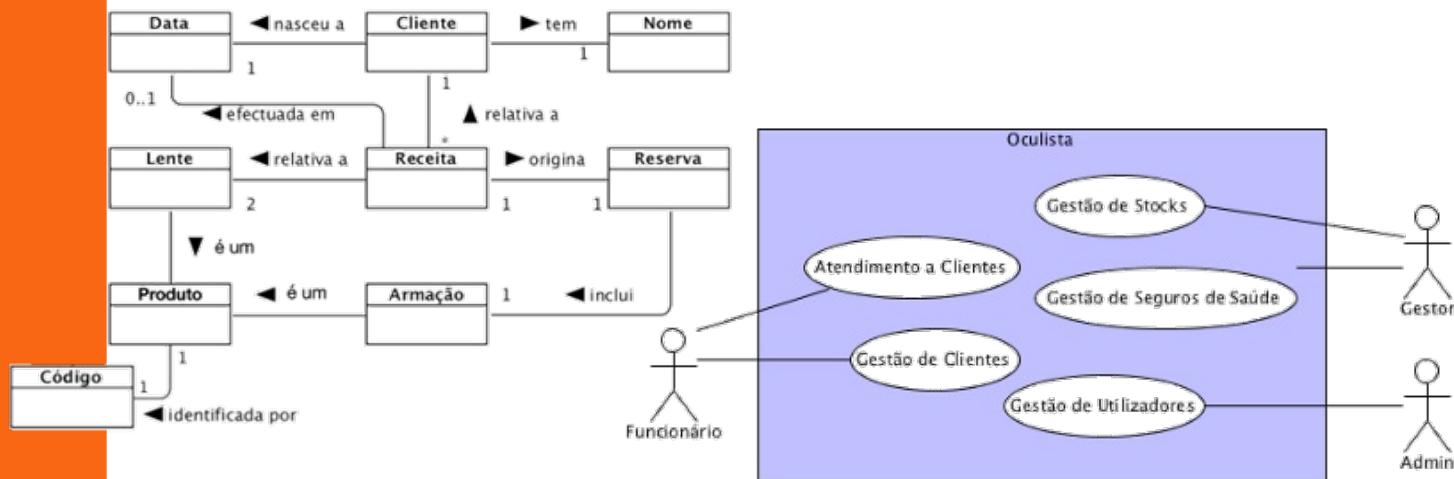 Data
◄ nasceu a
Cliente
► tem
Nome
1
1
1
0..1
◄ efectuada em
▲ relativa a
*
Lente
◄ relativa a
Receita
► origina
Reserva
2
1
1
▼ é um
Produto
◄ é um
Armação
1
◄ inclui
1
Código
1
◄ identificada por
Oculista
Gestão de Stocks
Atendimento a Clientes
Gestão de Seguros de Saúde
Gestor
Gestão de Clientes
Gestão de Utilizadores
Funcionário
Admin